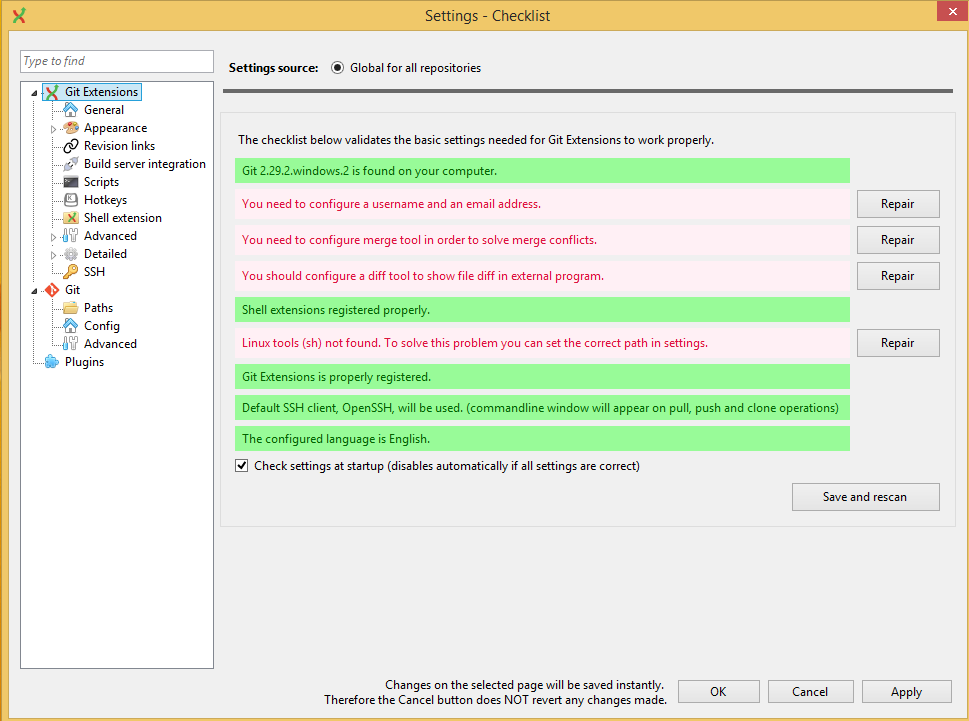 Settings - Checklist
Type to find
Git Extensions
General
Appearance
Revision links
Build server integration
Scripts
Hotkeys
Shell extension
Advanced
Detailed
SSH
Git
Paths
Config
Advanced
Plugins
Settings source: Global for all repositories
The checklist below validates the basic settings needed for Git Extensions to work properly.
Git 2.29.2.windows.2 is found on your computer.
You need to configure a username and an email address. Repair
You need to configure merge tool in order to solve merge conflicts. Repair
You should configure a diff tool to show file diff in external program. Repair
Shell extensions registered properly.
Linux tools (sh) not found. To solve this problem you can set the correct path in settings. Repair
Git Extensions is properly registered.
Default SSH client, OpenSSH, will be used. (commandline window will appear on pull, push and clone operations)
The configured language is English.
Check settings at startup (disables automatically if all settings are correct)
Save and rescan
Changes on the selected page will be saved instantly.
Therefore the Cancel button does NOT revert any changes made.
OK Cancel Apply